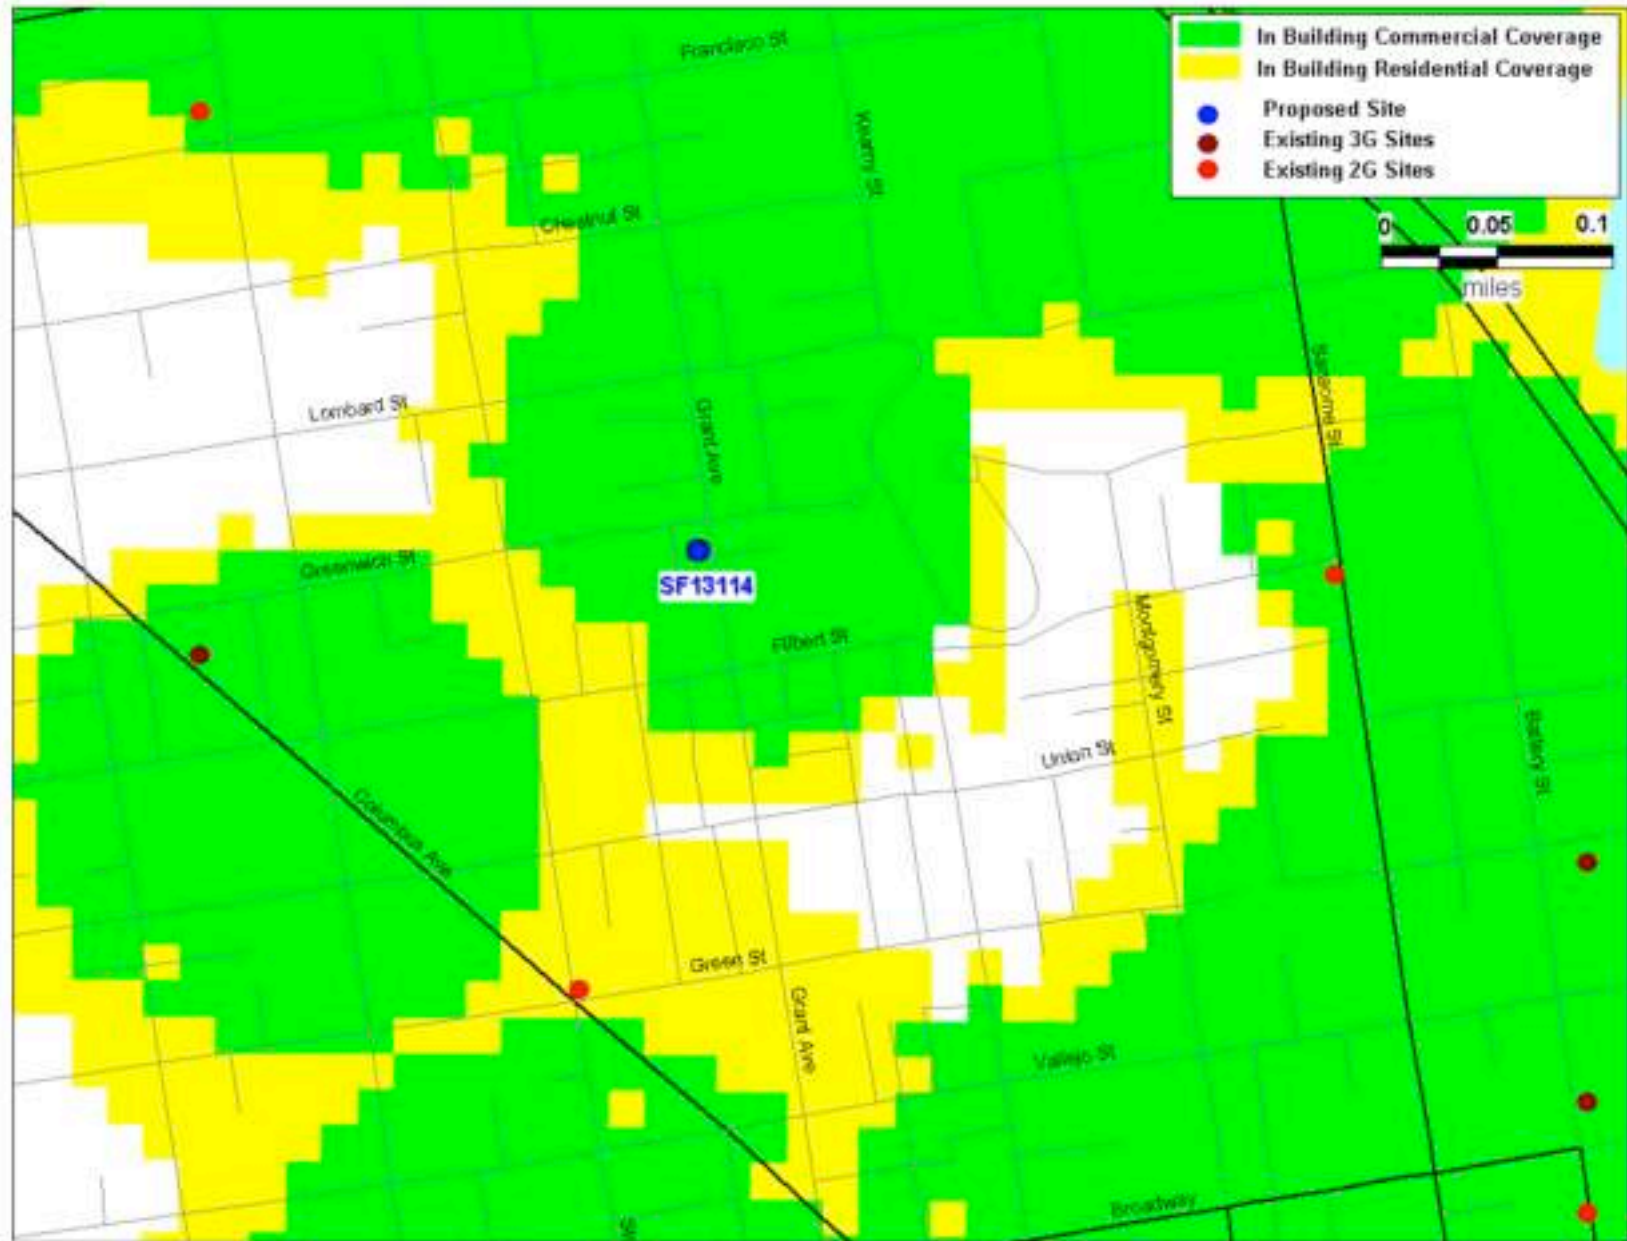 Francisco St
In Building Commercial Coverage
In Building Residential Coverage
Proposed Site
Existing 3G Sites
Existing 2G Sites
Kearny St
Chestnut St
0 0.05 0.1
miles
Lombard St
Grant Ave
Sansome St
Greenwich St
SF13114
Filbert St
Montgomery St
Union St
Battery St
Columbus Ave
Green St
Grant Ave
Vallejo St
Broadway
St